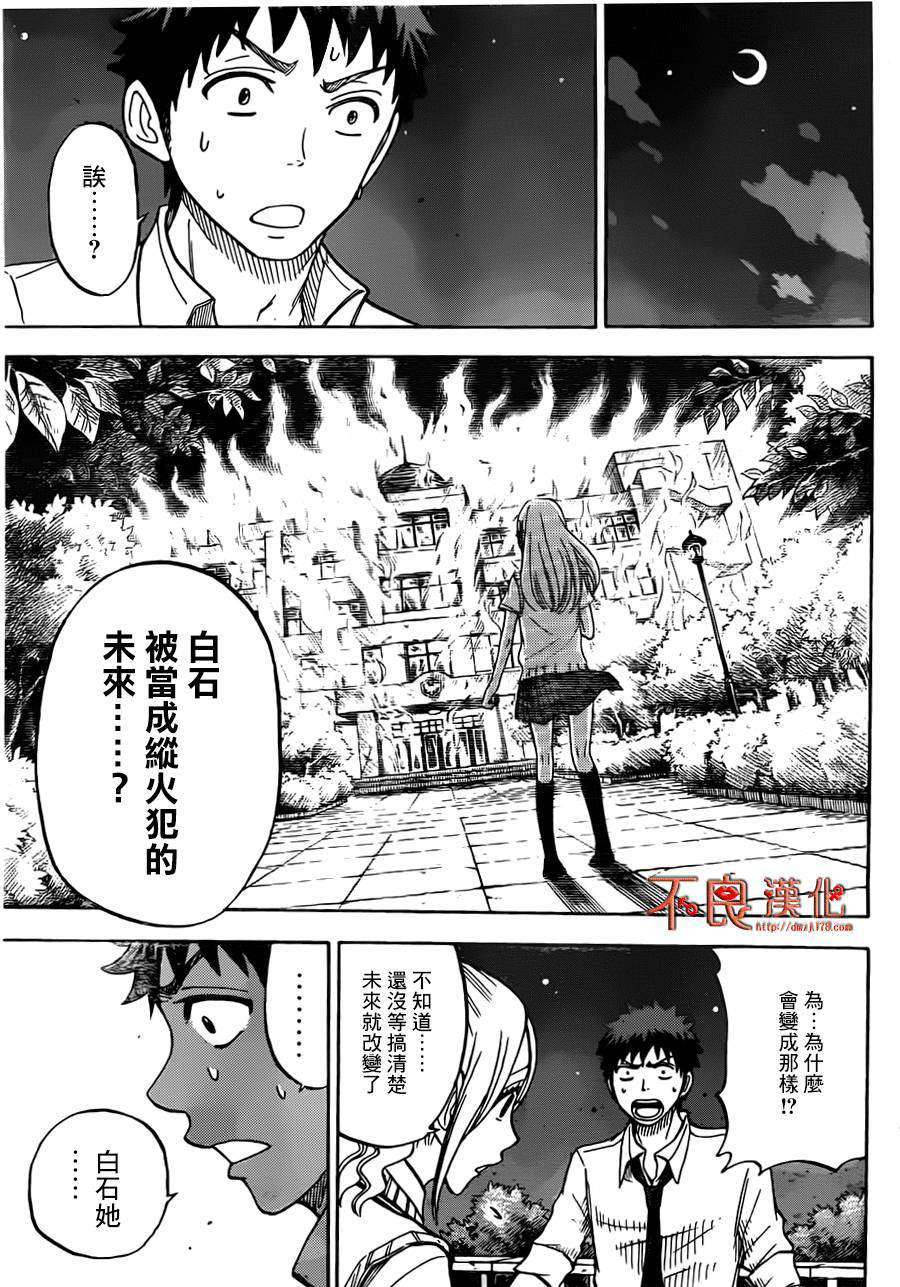 誒……?
白石
被當成縱火犯的
未來……?
不良漢化
http://dmzj178.com
為…為什麼
會變成那樣!?
不知道……
還沒等搞清楚
未來就改變了
……
白石她
……